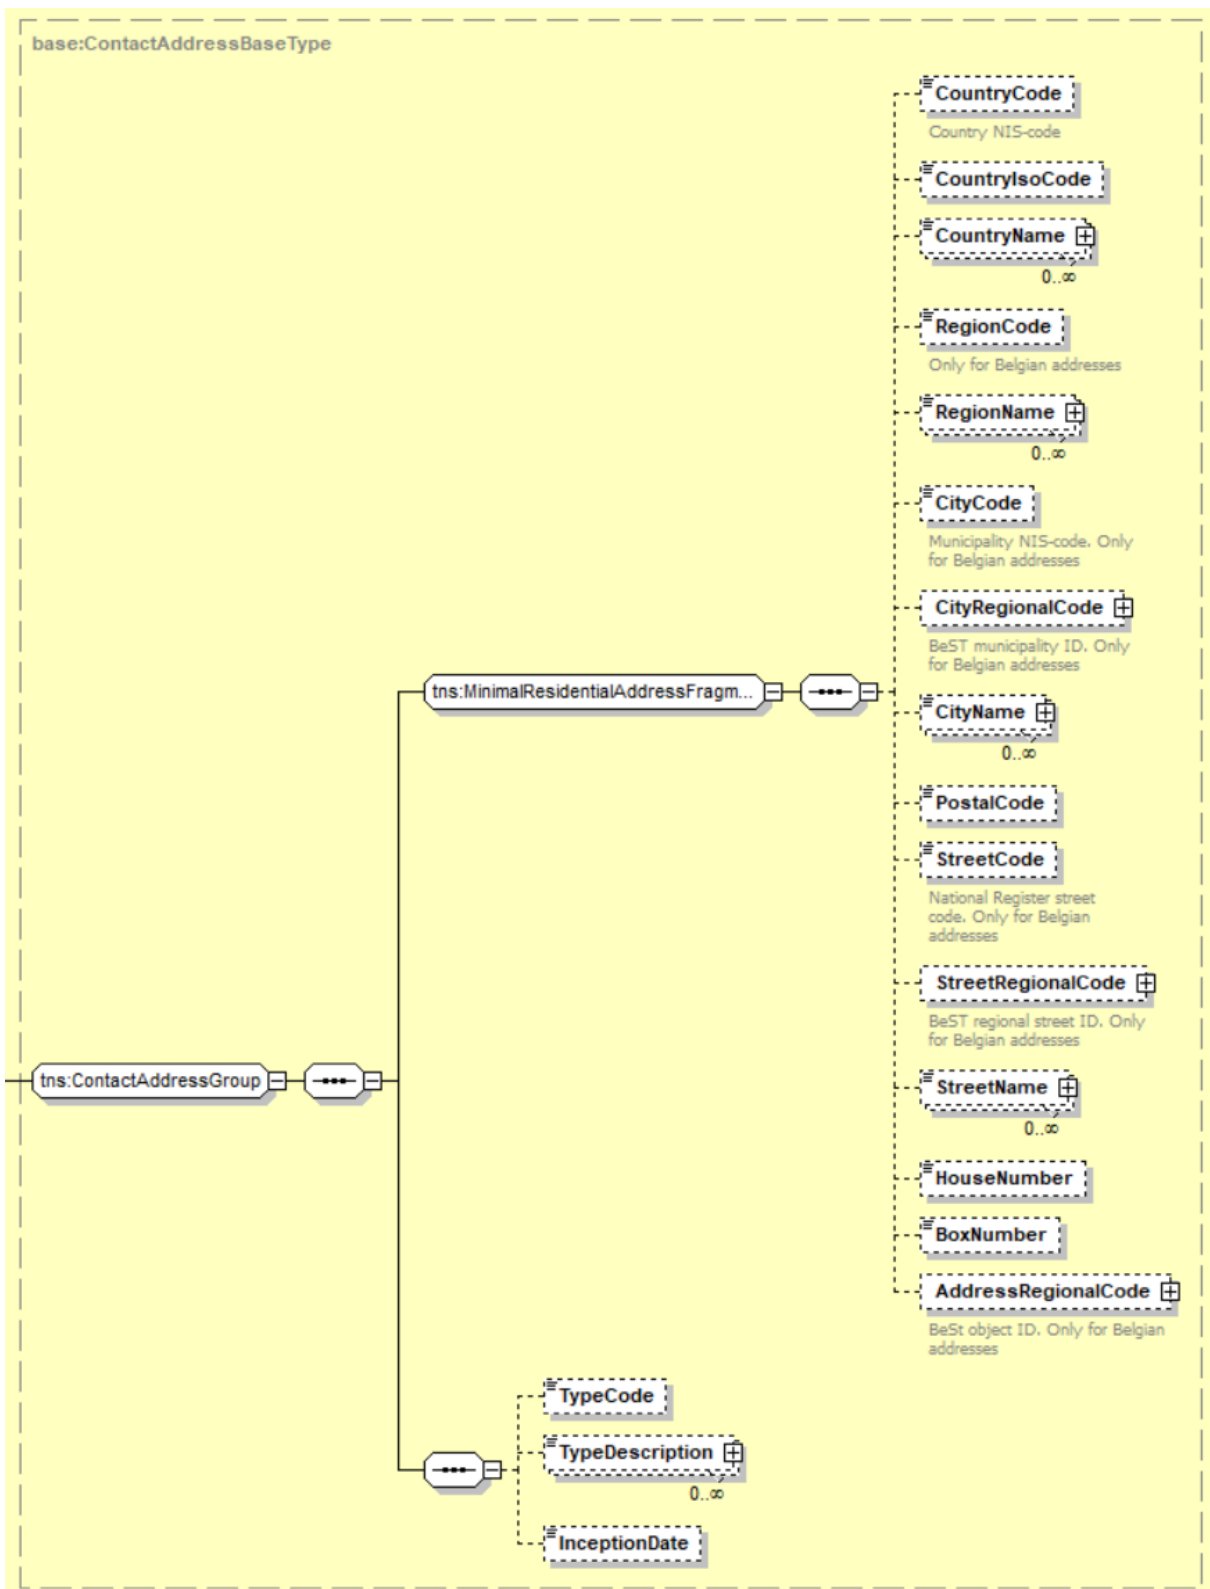 base:ContactAddressBaseType
CountryCode
Country NIS-code
CountryIsoCode
CountryName
0..∞
RegionCode
Only for Belgian addresses
RegionName
0..∞
CityCode
Municipality NIS-code. Only
for Belgian addresses
CityRegionalCode
BeST municipality ID. Only
for Belgian addresses
tns:MinimalResidentialAddressFragm...
CityName
0..∞
PostalCode
StreetCode
National Register street
code. Only for Belgian
addresses
StreetRegionalCode
BeST regional street ID. Only
for Belgian addresses
tns:ContactAddressGroup
StreetName
0..∞
HouseNumber
BoxNumber
AddressRegionalCode
BeSt object ID. Only for Belgian
addresses
TypeCode
TypeDescription
0..∞
InceptionDate